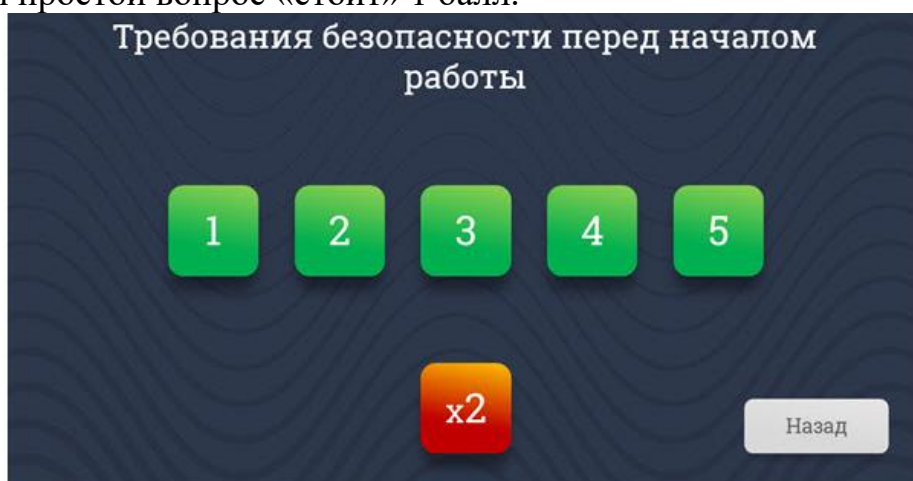 простой вопрос «стоит» 1 балл.
Требования безопасности перед началом
работы
1 2 3 4 5
x2
Назад